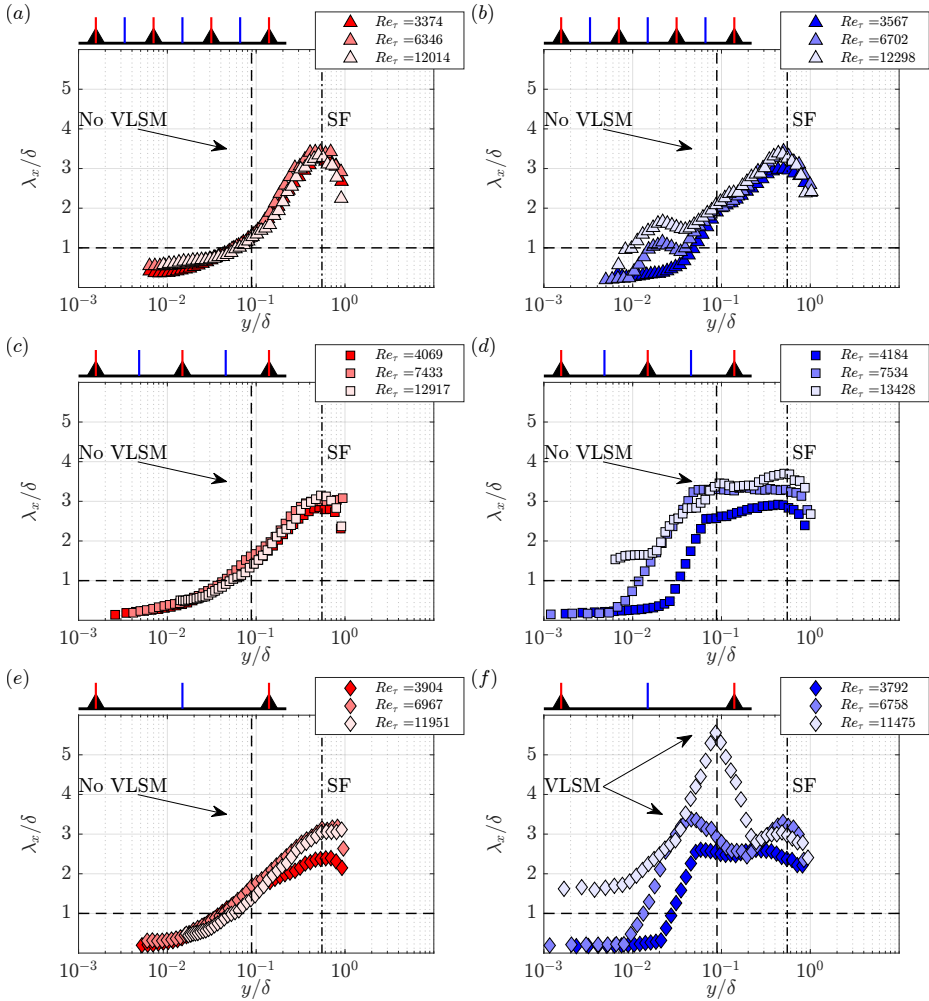 (a)
Re_τ =3374
Re_τ =6346
Re_τ =12014
5
4
3
2
1
λ_x/δ
No VLSM
SF
10^−3
10^−2
10^−1
10^0
y/δ
(b)
Re_τ =3567
Re_τ =6702
Re_τ =12298
5
4
3
2
1
λ_x/δ
No VLSM
SF
10^−3
10^−2
10^−1
10^0
y/δ
(c)
Re_τ =4069
Re_τ =7433
Re_τ =12917
5
4
3
2
1
λ_x/δ
No VLSM
SF
10^−3
10^−2
10^−1
10^0
y/δ
(d)
Re_τ =4184
Re_τ =7534
Re_τ =13428
5
4
3
2
1
λ_x/δ
No VLSM
SF
10^−3
10^−2
10^−1
10^0
y/δ
(e)
Re_τ =3904
Re_τ =6967
Re_τ =11951
5
4
3
2
1
λ_x/δ
No VLSM
SF
10^−3
10^−2
10^−1
10^0
y/δ
(f)
Re_τ =3792
Re_τ =6758
Re_τ =11475
5
4
3
2
1
λ_x/δ
VLSM
SF
10^−3
10^−2
10^−1
10^0
y/δ